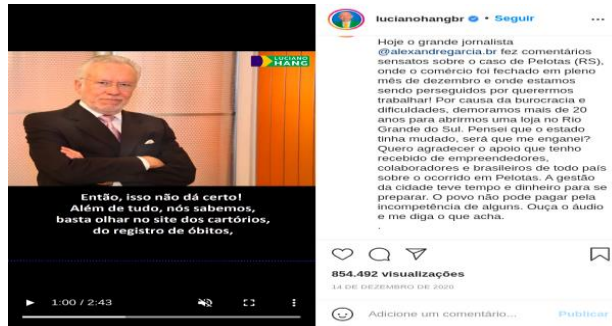 LUCIANO
HANG
Então, isso não dá certo!
Além de tudo, nós sabemos,
basta olhar no site dos cartórios,
do registro de óbitos,
1:00 / 2:43
lucianohangbr • Seguir
Hoje o grande jornalista
@alexandregarcia.br fez comentários
sensatos sobre o caso de Pelotas (RS),
onde o comércio foi fechado em pleno
mês de dezembro e onde estamos
sendo perseguidos por querermos
trabalhar! Por causa da burocracia e
dificuldades, demoramos mais de 20
anos para abrirmos uma loja no Rio
Grande do Sul. Pensei que o estado
tinha mudado, será que me enganei?
Quero agradecer o apoio que tenho
recebido de empreendedores,
colaboradores e brasileiros de todo país
sobre o ocorrido em Pelotas. A gestão
da cidade teve tempo e dinheiro para se
preparar. O povo não pode pagar pela
incompetência de alguns. Ouça o áudio
e me diga o que acha.
.
854.492 visualizações
14 DE DEZEMBRO DE 2020
Adicione um comentário... Publicar